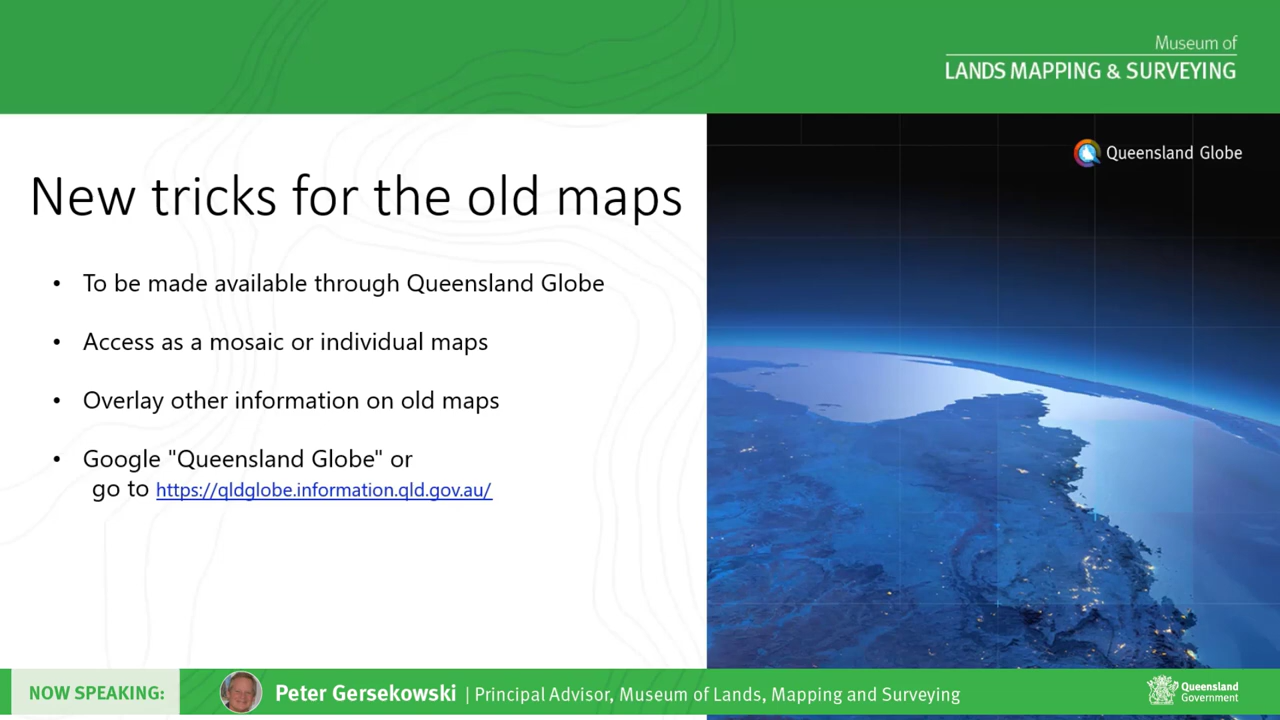 Museum of
LANDS MAPPING & SURVEYING
Queensland Globe
New tricks for the old maps
• To be made available through Queensland Globe
• Access as a mosaic or individual maps
• Overlay other information on old maps
• Google "Queensland Globe" or
go to https://qldglobe.information.qld.gov.au/
NOW SPEAKING:
Peter Gersekowski | Principal Advisor, Museum of Lands, Mapping and Surveying
Queensland
Government